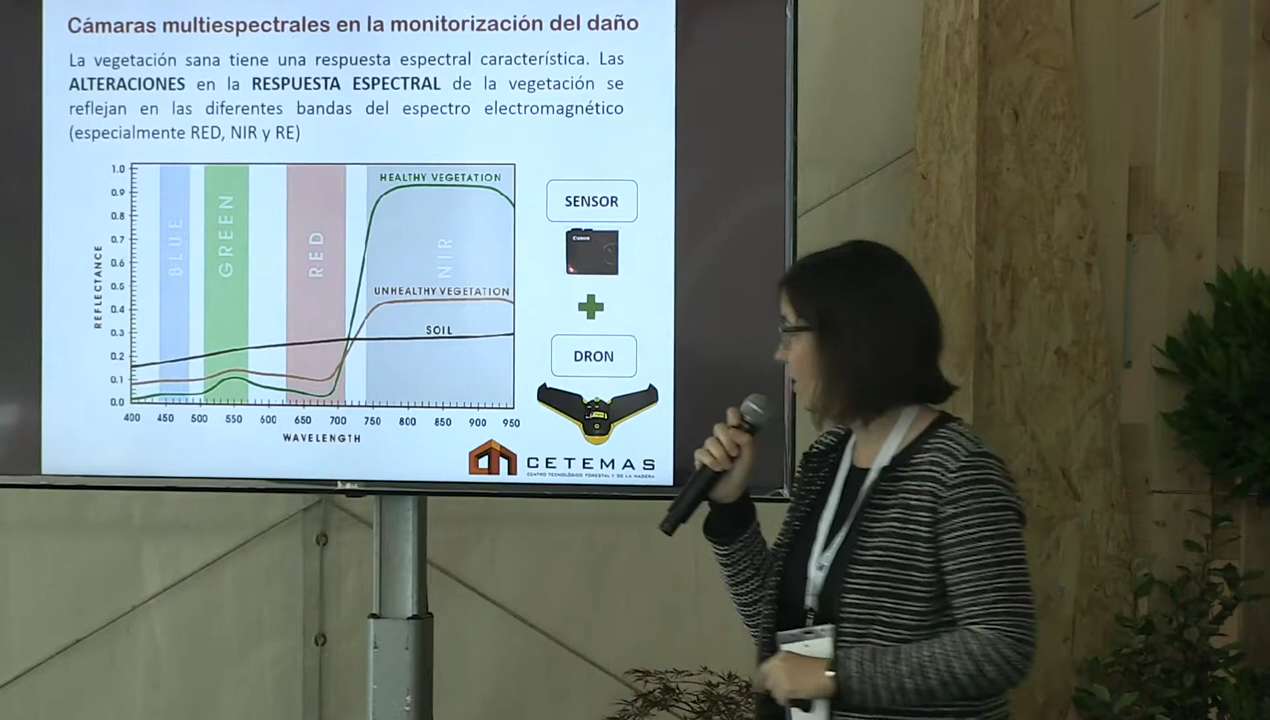 Cámaras multiespectrales en la monitorización del daño
La vegetación sana tiene una respuesta espectral característica. Las
ALTERACIONES en la RESPUESTA ESPECTRAL de la vegetación se
reflejan en las diferentes bandas del espectro electromagnético
(especialmente RED, NIR y RE)
1.0
0.9
0.8
0.7
0.6
0.5
0.4
0.3
0.2
0.1
0.0
REFLECTANCE
BLUE
GREEN
RED
NIR
HEALTHY VEGETATION
UNHEALTHY VEGETATION
SOIL
400 450 500 550 600 650 700 750 800 850 900 950
WAVELENGTH
SENSOR
Canon
DRON
CETEMAS
CENTRO TECNOLÓGICO FORESTAL Y DE LA MADERA